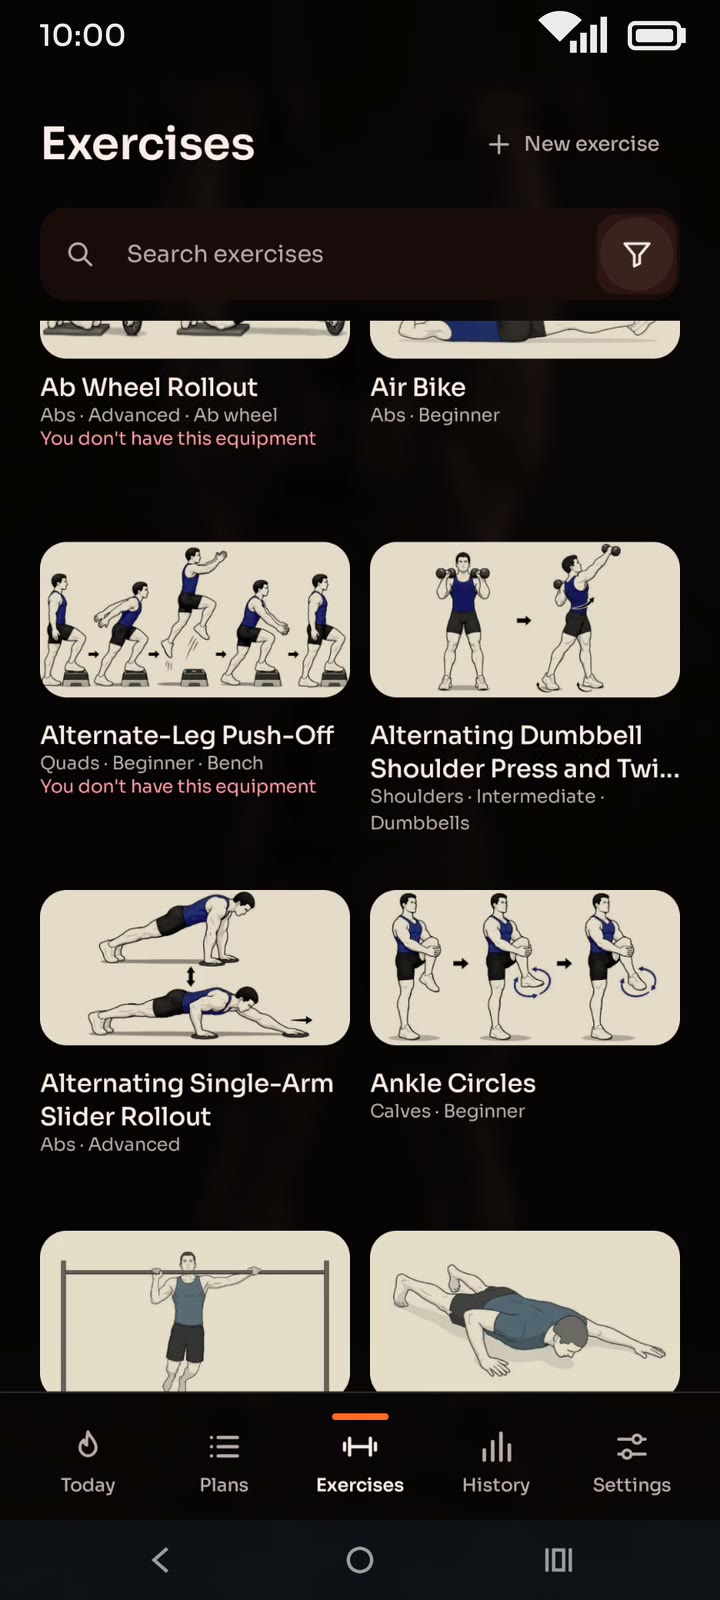 10:00
Exercises
New exercise
Search exercises
Ab Wheel Rollout
Abs · Advanced · Ab wheel
You don't have this equipment
Air Bike
Abs · Beginner
Alternate-Leg Push-Off
Quads · Beginner · Bench
You don't have this equipment
Alternating Dumbbell
Shoulder Press and Twi...
Shoulders · Intermediate ·
Dumbbells
Alternating Single-Arm
Slider Rollout
Abs · Advanced
Ankle Circles
Calves · Beginner
Today
Plans
Exercises
History
Settings